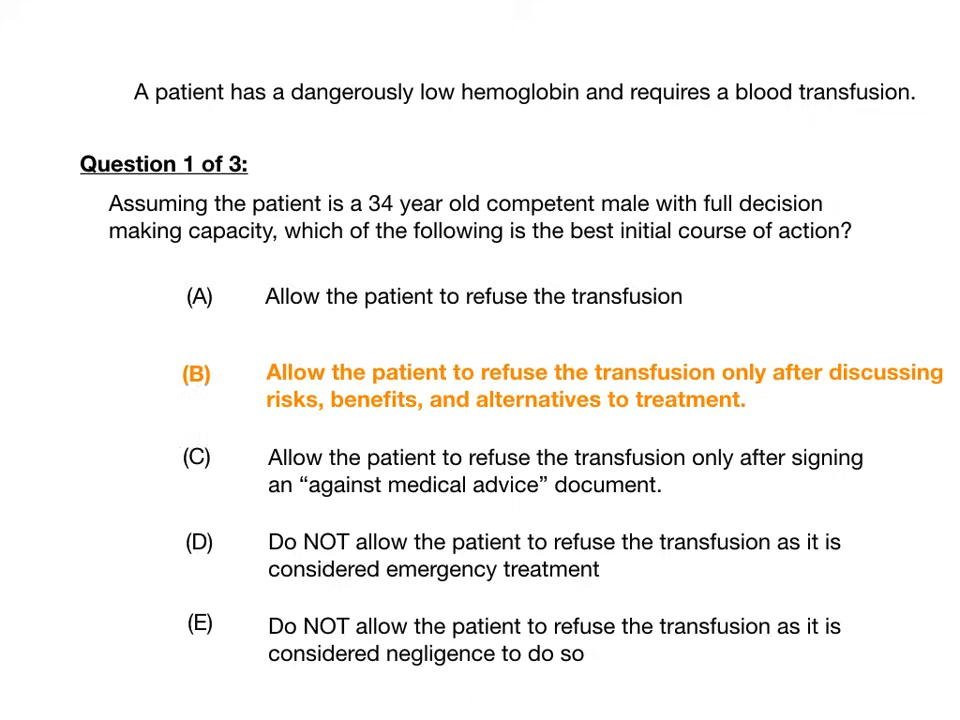 A patient has a dangerously low hemoglobin and requires a blood transfusion.
Question 1 of 3:
Assuming the patient is a 34 year old competent male with full decision
making capacity, which of the following is the best initial course of action?
(A) Allow the patient to refuse the transfusion
(B) Allow the patient to refuse the transfusion only after discussing
risks, benefits, and alternatives to treatment.
(C) Allow the patient to refuse the transfusion only after signing
an “against medical advice” document.
(D) Do NOT allow the patient to refuse the transfusion as it is
considered emergency treatment
(E) Do NOT allow the patient to refuse the transfusion as it is
considered negligence to do so